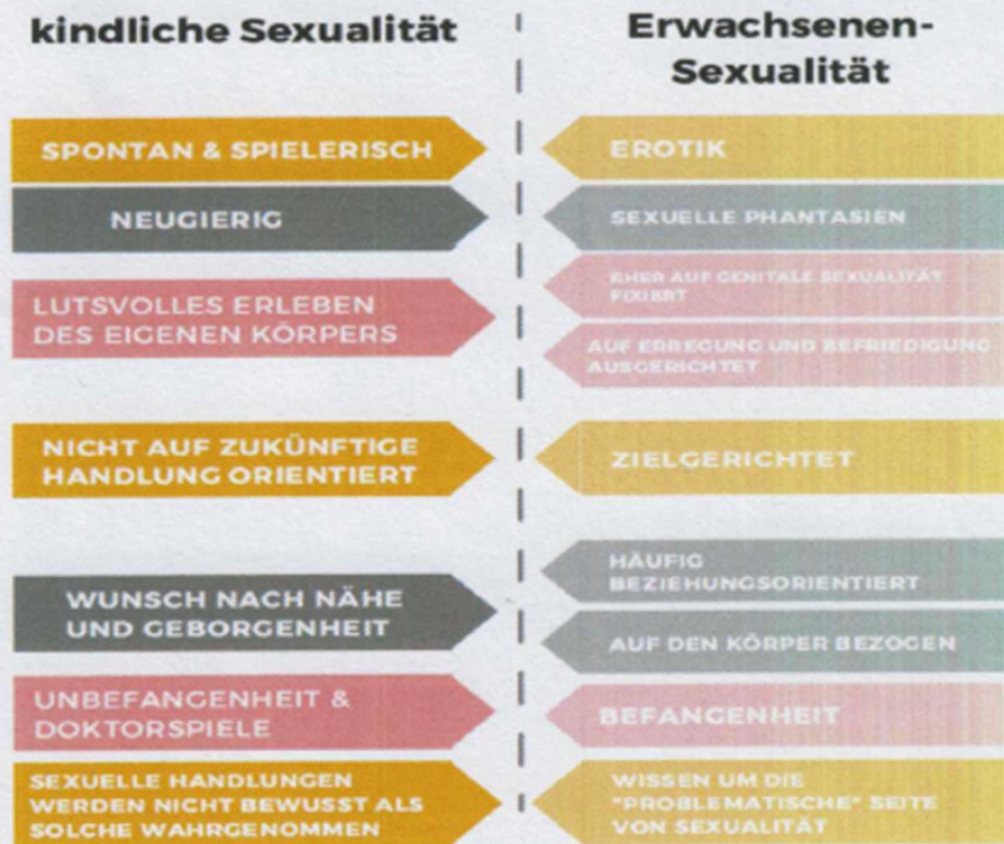 kindliche Sexualität
SPONTAN & SPIELERISCH
NEUGIERIG
LUTSVOLLES ERLEBEN
DES EIGENEN KÖRPERS
NICHT AUF ZUKÜNFTIGE
HANDLUNG ORIENTIERT
WUNSCH NACH NÄHE
UND GEBORGENHEIT
UNBEFANGENHEIT &
DOKTORSPIELE
SEXUELLE HANDLUNGEN
WERDEN NICHT BEWUSST ALS
SOLCHE WAHRGENOMMEN
Erwachsenen-
Sexualität
EROTIK
SEXUELLE PHANTASIEN
EHER AUF GENITALE SEXUALITÄT
FIXIERT
AUF ERREGUNG UND BEFRIEDIGUNG
AUSGERICHTET
ZIELGERICHTET
HÄUFIG
BEZIEHUNGSORIENTIERT
AUF DEN KÖRPER BEZOGEN
BEFANGENHEIT
WISSEN UM DIE
"PROBLEMATISCHE" SEITE
VON SEXUALITÄT